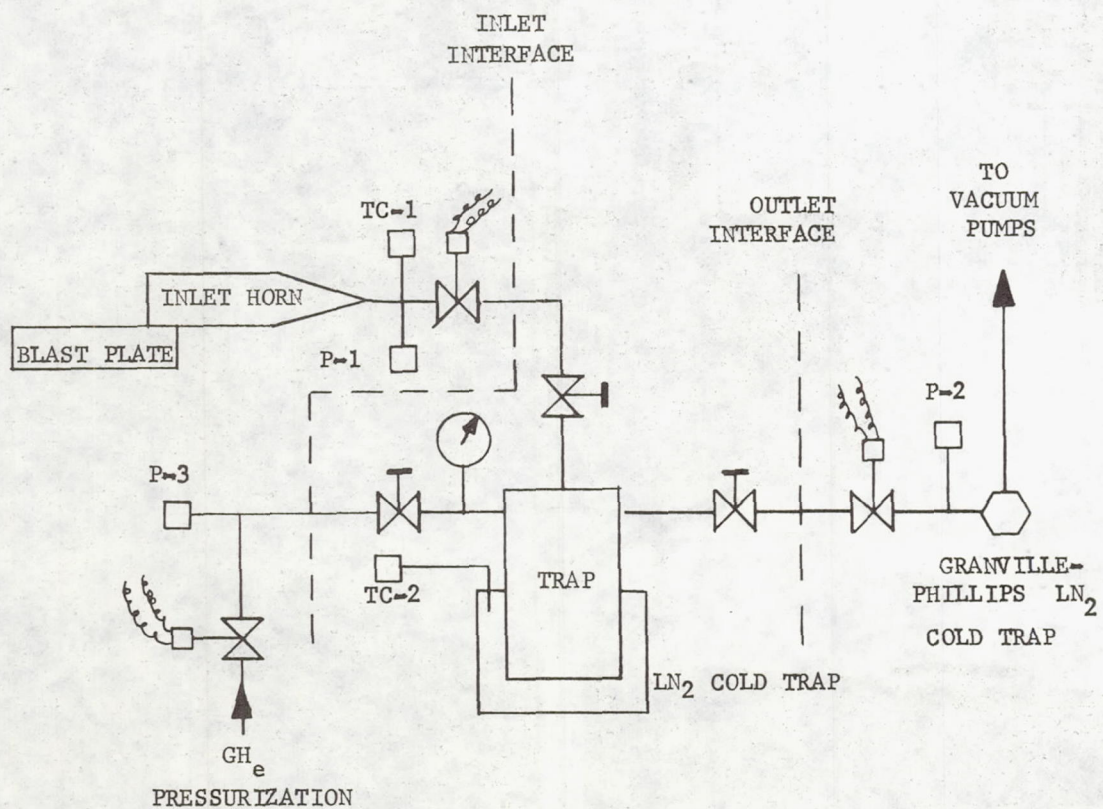 INLET
INTERFACE
TO
VACUUM
PUMPS
TC-1
OUTLET
INTERFACE
INLET HORN
BLAST PLATE
P-1
P-2
P-3
TRAP
TC-2
GRANVILLE-
PHILLIPS LN2
COLD TRAP
LN2 COLD TRAP
GHe
PRESSURIZATION